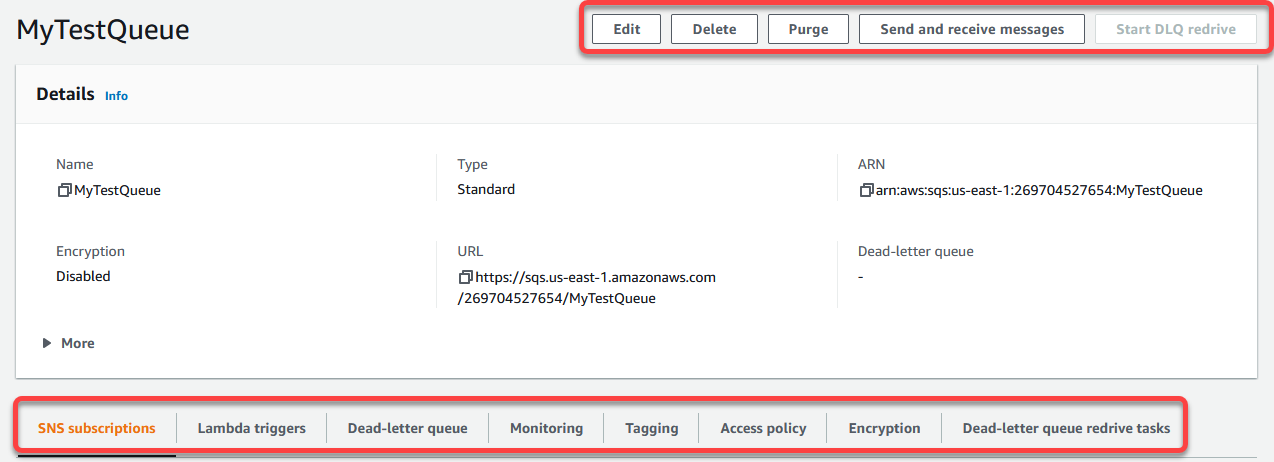 MyTestQueue
Edit
Delete
Purge
Send and receive messages
Start DLQ redrive
Details
Info
Name
MyTestQueue
Type
Standard
ARN
arn:aws:sqs:us-east-1:269704527654:MyTestQueue
Encryption
Disabled
URL
https://sqs.us-east-1.amazonaws.com
/269704527654/MyTestQueue
Dead-letter queue
-
More
SNS subscriptions
Lambda triggers
Dead-letter queue
Monitoring
Tagging
Access policy
Encryption
Dead-letter queue redrive tasks